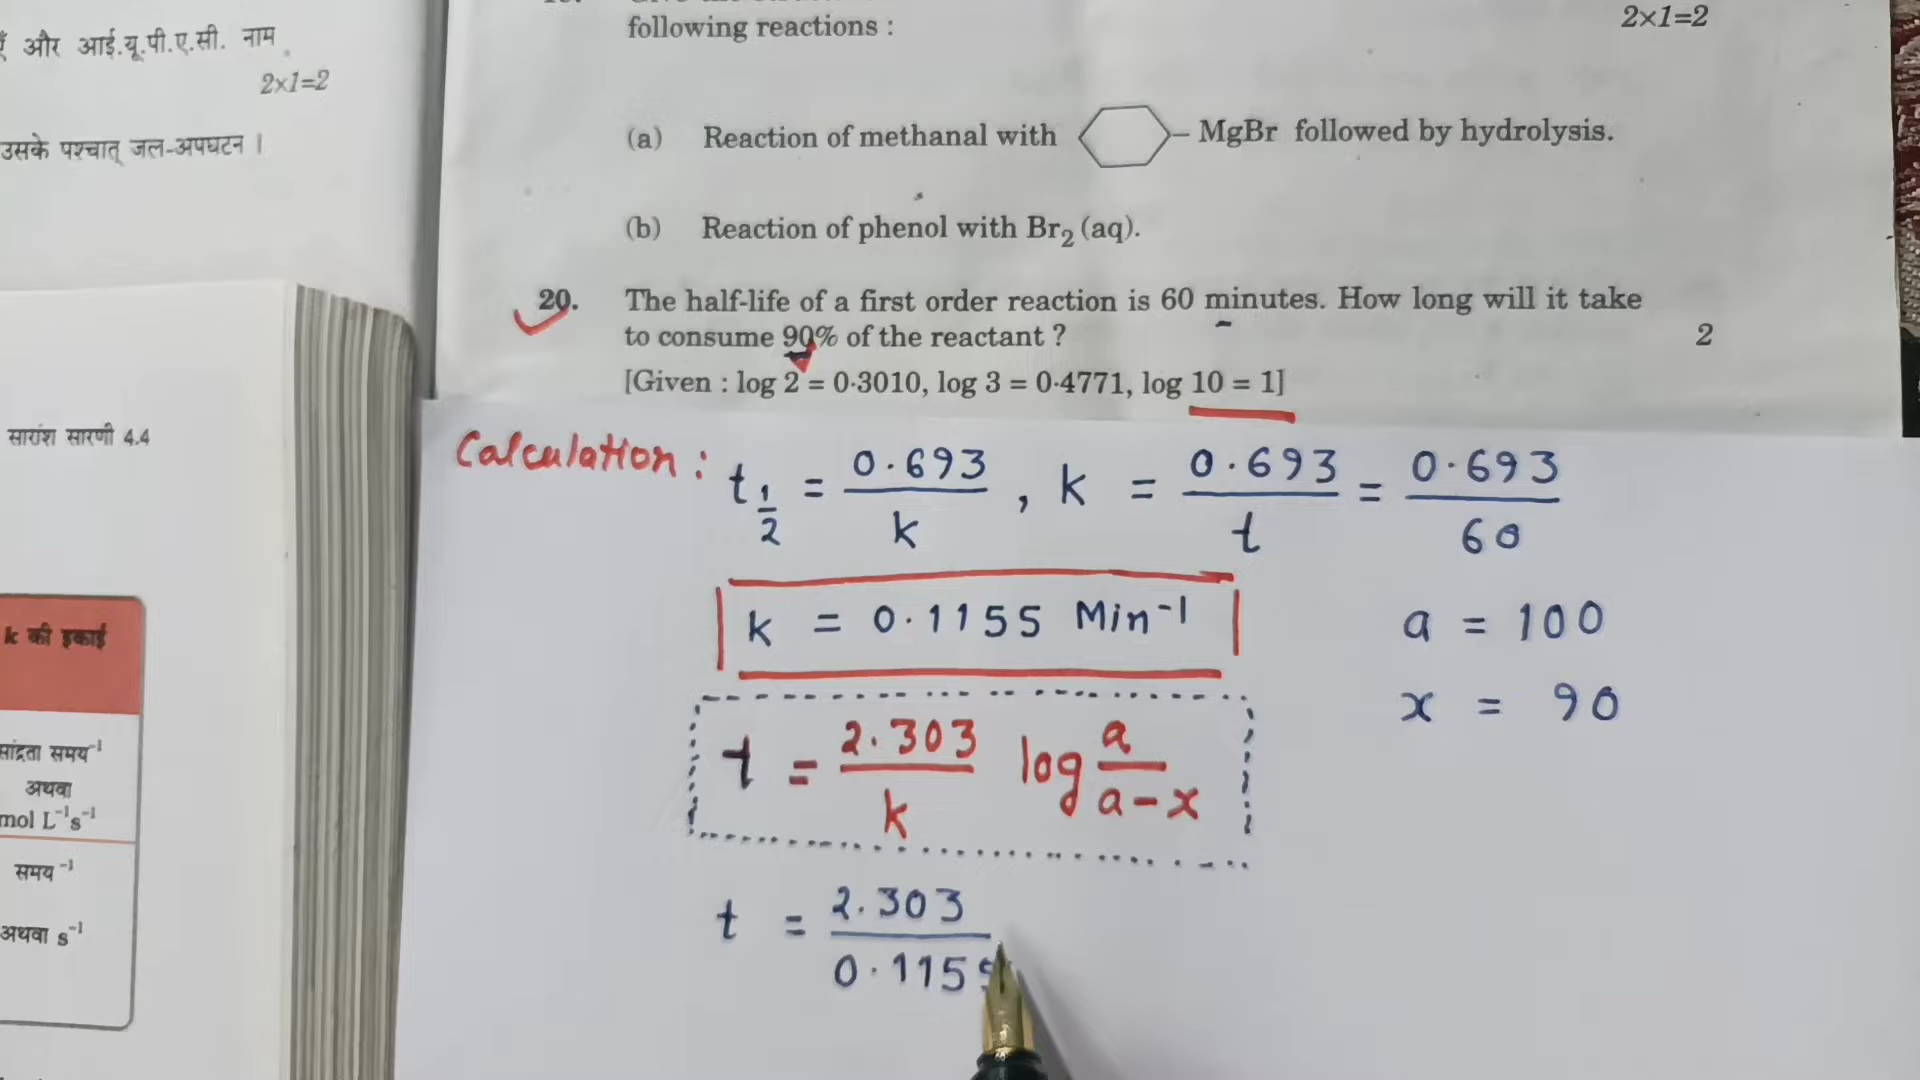 और आई.यू.पी.ए.सी. नाम
2×1=2
उसके पश्चात् जल-अपघटन ।
सारांश सारणी 4.4
k की इकाई
सांद्रता समय⁻¹
अथवा
mol L⁻¹s⁻¹
समय⁻¹
अथवा s⁻¹
following reactions :
2×1=2
(a) Reaction of methanal with – MgBr followed by hydrolysis.
(b) Reaction of phenol with Br₂ (aq).
20. The half-life of a first order reaction is 60 minutes. How long will it take
to consume 90% of the reactant ? 2
[Given : log 2 = 0·3010, log 3 = 0·4771, log 10 = 1]
Calculation : t1/2 = 0.693/k , k = 0.693/t = 0.693/60
k = 0.1155 Min⁻¹
a = 100
x = 90
t = 2.303/k log a/a-x
t = 2.303/0.1155